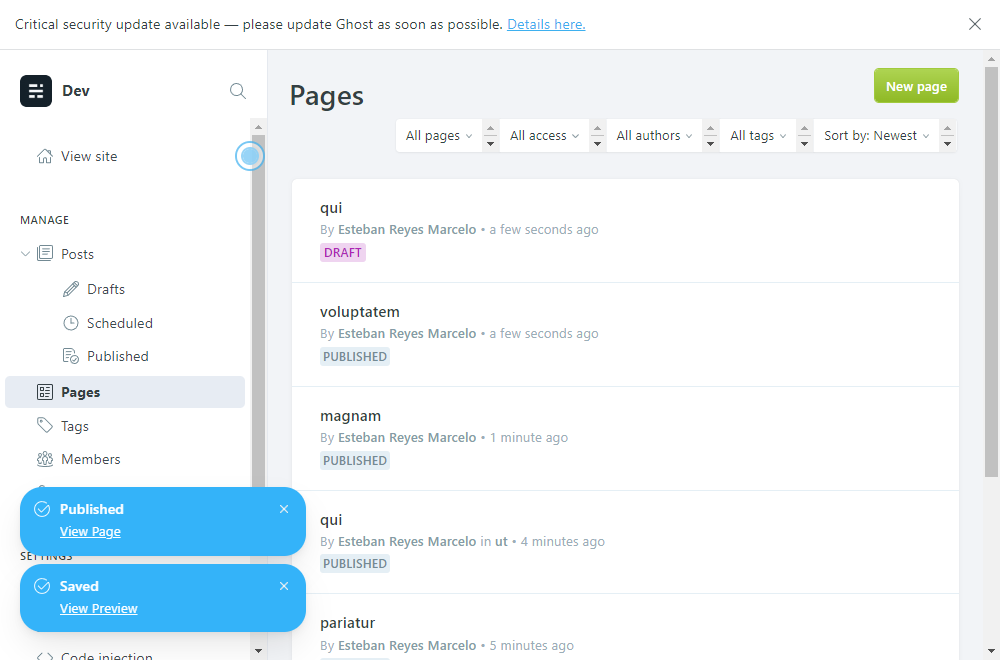 Critical security update available — please update Ghost as soon as possible. Details here.
Dev
View site
MANAGE
Posts
Drafts
Scheduled
Published
Pages
Tags
Members
Published
View Page
SETTINGS
Saved
View Preview
Code injection
Pages
New page
All pages
All access
All authors
All tags
Sort by: Newest
qui
By Esteban Reyes Marcelo • a few seconds ago
DRAFT
voluptatem
By Esteban Reyes Marcelo • a few seconds ago
PUBLISHED
magnam
By Esteban Reyes Marcelo • 1 minute ago
PUBLISHED
qui
By Esteban Reyes Marcelo in ut • 4 minutes ago
PUBLISHED
pariatur
By Esteban Reyes Marcelo • 5 minutes ago